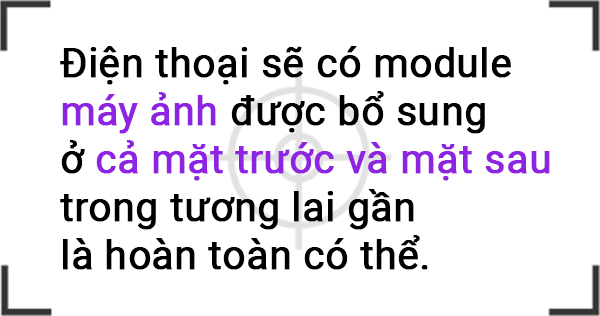 Điện thoại sẽ có module
máy ảnh được bổ sung
ở cả mặt trước và mặt sau
trong tương lai gần
là hoàn toàn có thể.